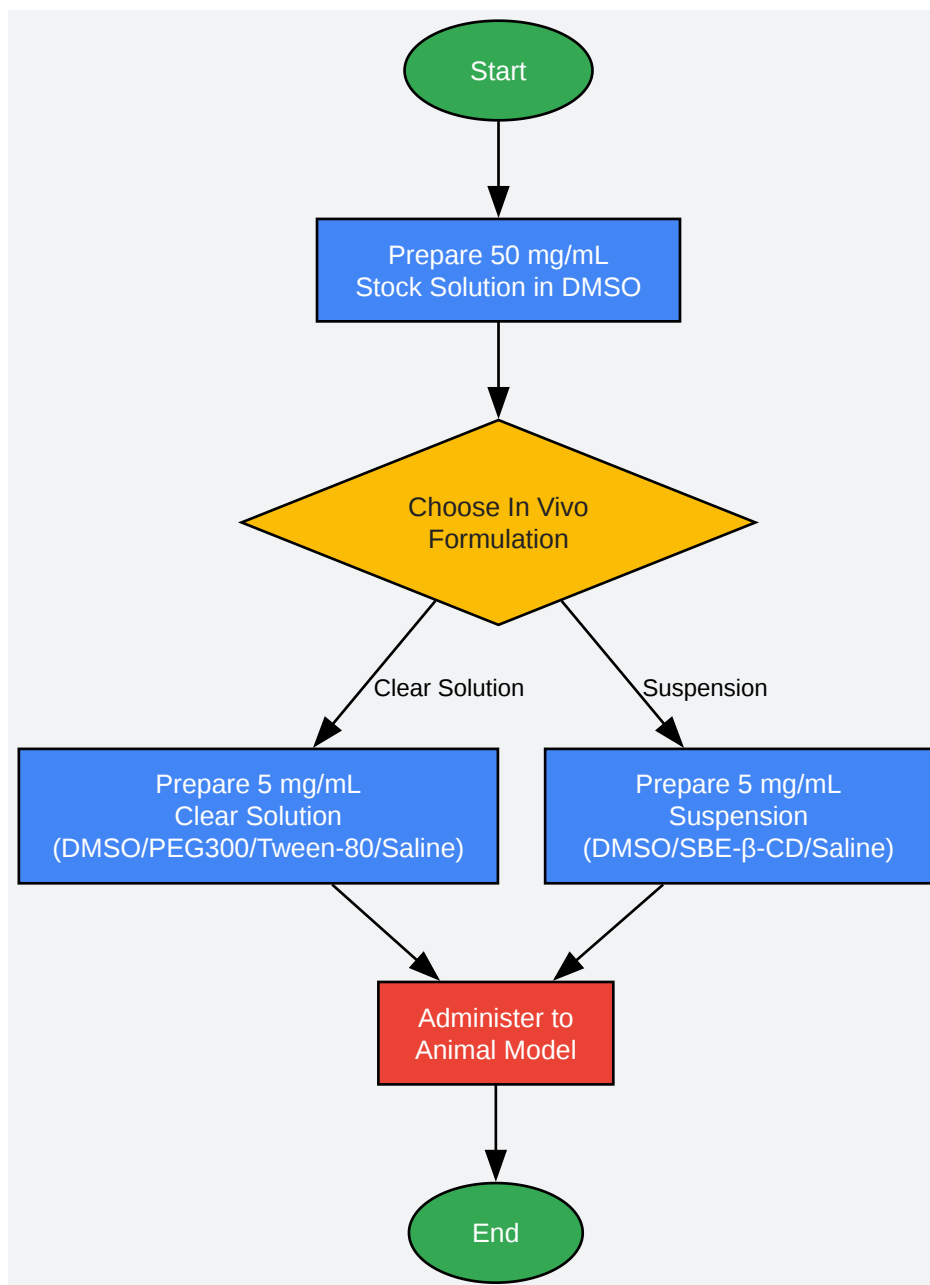 Start
Prepare 50 mg/mL
Stock Solution in DMSO
Choose In Vivo
Formulation
Clear Solution
Suspension
Prepare 5 mg/mL
Clear Solution
(DMSO/PEG300/Tween-80/Saline)
Prepare 5 mg/mL
Suspension
(DMSO/SBE-β-CD/Saline)
Administer to
Animal Model
End